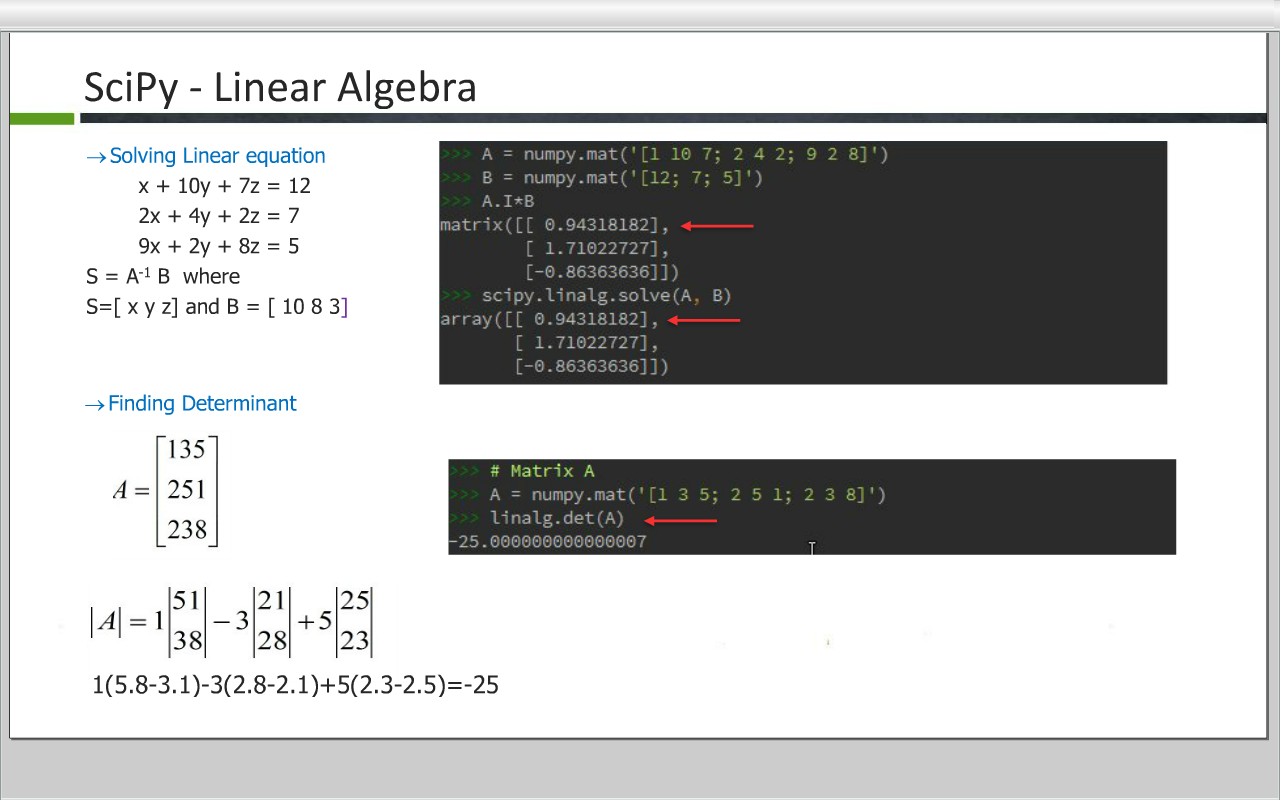 SciPy - Linear Algebra
→Solving Linear equation
x + 10y + 7z = 12
2x + 4y + 2z = 7
9x + 2y + 8z = 5
S = A⁻¹ B where
S=[ x y z] and B = [ 10 8 3]
>>> A = numpy.mat('[1 10 7; 2 4 2; 9 2 8]')
>>> B = numpy.mat('[12; 7; 5]')
>>> A.I*B
matrix([[ 0.94318182],
[ 1.71022727],
[-0.86363636]])
>>> scipy.linalg.solve(A, B)
array([[ 0.94318182],
[ 1.71022727],
[-0.86363636]])
→Finding Determinant
A = [135
251
238]
>>> # Matrix A
>>> A = numpy.mat('[1 3 5; 2 5 1; 2 3 8]')
>>> linalg.det(A)
-25.000000000000007
|A| = 1|51 38| − 3|21 28| + 5|25 23|
1(5.8-3.1)-3(2.8-2.1)+5(2.3-2.5)=-25